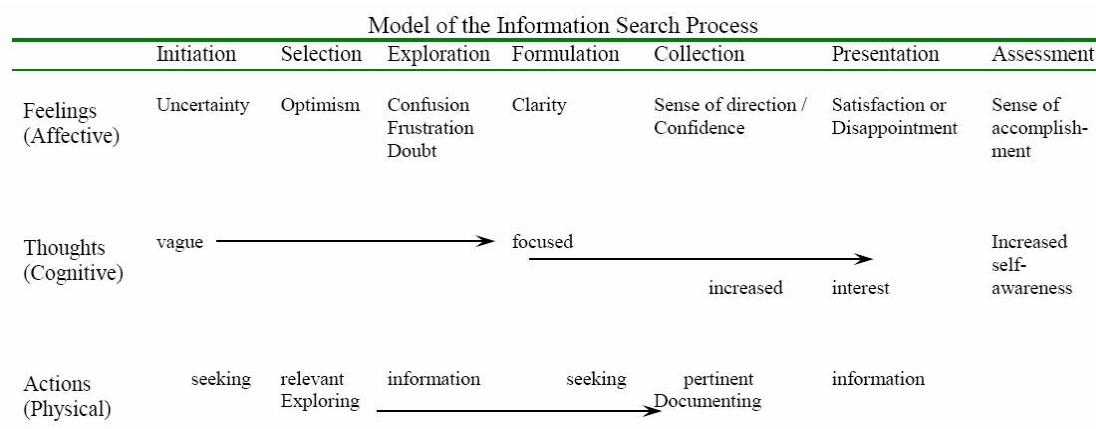 Model of the Information Search Process
Initiation Selection Exploration Formulation Collection Presentation Assessment
Feelings (Affective)
Uncertainty Optimism Confusion Clarity Sense of direction / Satisfaction or Sense of
Frustration Confidence Disappointment accomplish-
Doubt ment
Thoughts (Cognitive)
vague focused Increased
self-
increased interest awareness
Actions (Physical)
seeking relevant information seeking pertinent information
Exploring Documenting